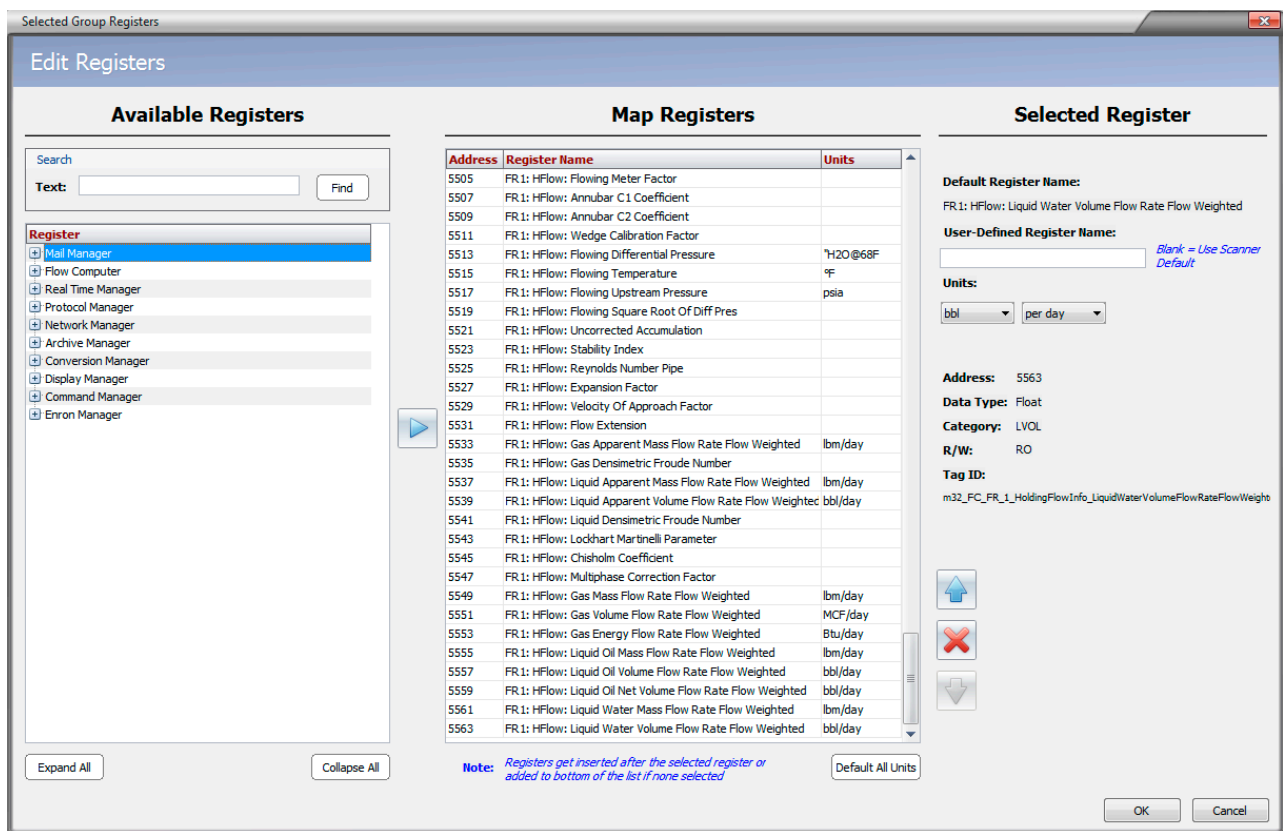 Selected Group Registers
Edit Registers
Available Registers
Search
Text:
Find
Register
Mail Manager
Flow Computer
Real Time Manager
Protocol Manager
Network Manager
Archive Manager
Conversion Manager
Display Manager
Command Manager
Enron Manager
Expand All
Collapse All
Map Registers
Address Register Name Units
5505 FR1: HFlow: Flowing Meter Factor
5507 FR1: HFlow: Annubar C1 Coefficient
5509 FR1: HFlow: Annubar C2 Coefficient
5511 FR1: HFlow: Wedge Calibration Factor
5513 FR1: HFlow: Flowing Differential Pressure "H2O@68F
5515 FR1: HFlow: Flowing Temperature °F
5517 FR1: HFlow: Flowing Upstream Pressure psia
5519 FR1: HFlow: Flowing Square Root Of Diff Pres
5521 FR1: HFlow: Uncorrected Accumulation
5523 FR1: HFlow: Stability Index
5525 FR1: HFlow: Reynolds Number Pipe
5527 FR1: HFlow: Expansion Factor
5529 FR1: HFlow: Velocity Of Approach Factor
5531 FR1: HFlow: Flow Extension
5533 FR1: HFlow: Gas Apparent Mass Flow Rate Flow Weighted lbm/day
5535 FR1: HFlow: Gas Densimetric Froude Number
5537 FR1: HFlow: Liquid Apparent Mass Flow Rate Flow Weighted lbm/day
5539 FR1: HFlow: Liquid Apparent Volume Flow Rate Flow Weighted bbl/day
5541 FR1: HFlow: Liquid Densimetric Froude Number
5543 FR1: HFlow: Lockhart Martinelli Parameter
5545 FR1: HFlow: Chisholm Coefficient
5547 FR1: HFlow: Multiphase Correction Factor
5549 FR1: HFlow: Gas Mass Flow Rate Flow Weighted lbm/day
5551 FR1: HFlow: Gas Volume Flow Rate Flow Weighted MCF/day
5553 FR1: HFlow: Gas Energy Flow Rate Flow Weighted Btu/day
5555 FR1: HFlow: Liquid Oil Mass Flow Rate Flow Weighted lbm/day
5557 FR1: HFlow: Liquid Oil Volume Flow Rate Flow Weighted bbl/day
5559 FR1: HFlow: Liquid Oil Net Volume Flow Rate Flow Weighted bbl/day
5561 FR1: HFlow: Liquid Water Mass Flow Rate Flow Weighted lbm/day
5563 FR1: HFlow: Liquid Water Volume Flow Rate Flow Weighted bbl/day
Note: Registers get inserted after the selected register or
added to bottom of the list if none selected
Default All Units
Selected Register
Default Register Name:
FR1: HFlow: Liquid Water Volume Flow Rate Flow Weighted
User-Defined Register Name:
Blank = Use Scanner
Default
Units:
bbl per day
Address: 5563
Data Type: Float
Category: LVOL
R/W: RO
Tag ID:
m32_FC_FR_1_HoldingFlowInfo_LiquidWaterVolumeFlowRateFlowWeight
OK Cancel